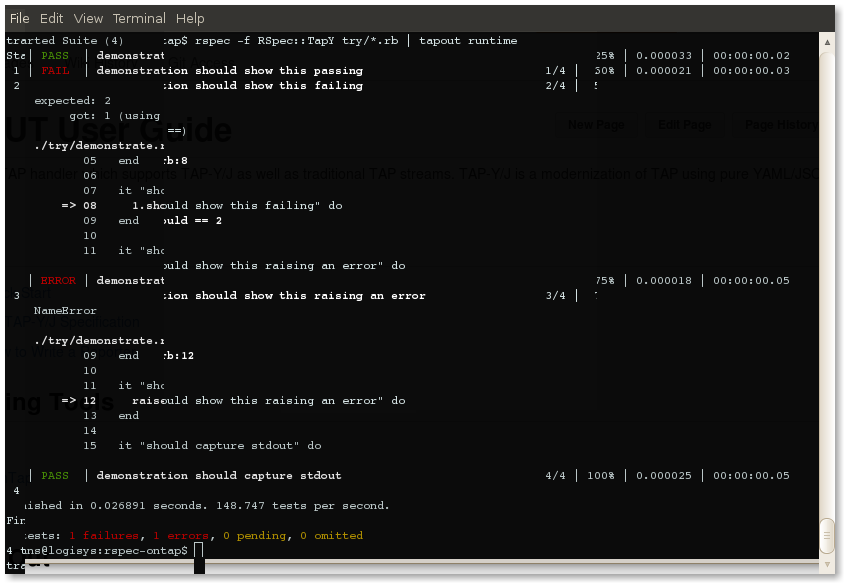 File Edit View Terminal Help
trarted Suite (4) tap$ rspec -f RSpec::TapY try/*.rb | tapout runtime
Sta| PASS | demonstrat 25% | 0.000033 | 00:00:00.02
1 | FAIL | demonstration should show this passing 1/4 | 50% | 0.000021 | 00:00:00.03
2 tion should show this failing 2/4 |
expected: 2
got: 1 (using
==)
UT User Guide
New Page Edit Page Page History
./try/demonstrate.r
05 end rb:8
06
AP handler which supports TAP-Y/J as well as traditional TAP streams. TAP-Y/J is a modernization of TAP using pure YAML/JSO
07 it "sho
=> 08 1.should show this failing" do
09 end ould == 2
10
11 it "sho
ould show this raising an error" do
| ERROR | demonstrat 75% | 0.000018 | 00:00:00.05
3 tion should show this raising an error 3/4 |
NameError
TAP-Y/J Specification
./try/demonstrate.r
09 end rb:12
10
11 it "sho
=> 12 raiseould show this raising an error" do
ing Tools
13 end
14
15 it "should capture stdout" do
| PASS | demonstration should capture stdout 4/4 | 100% | 0.000025 | 00:00:00.05
4
ished in 0.026891 seconds. 148.747 tests per second.
Fin
ests: 1 failures, 1 errors, 0 pending, 0 omitted
4 tns@logisys:rspec-ontap$
tra